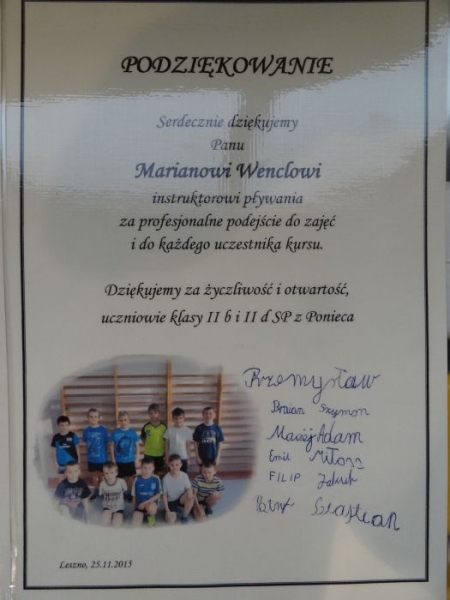 PODZIĘKOWANIE
Serdecznie dziękujemy
Panu
Marianowi Wenclowi
instruktorowi pływania
za profesjonalne podejście do zajęć
i do każdego uczestnika kursu.
Dziękujemy za życzliwość i otwartość,
uczniowie klasy II b i II d SP z Ponieca
Przemysław
Braian Szymon
Maciej Adam
Emil Miłosz
FILIP Jakub
Sebastian
Leszno, 25.11.2015